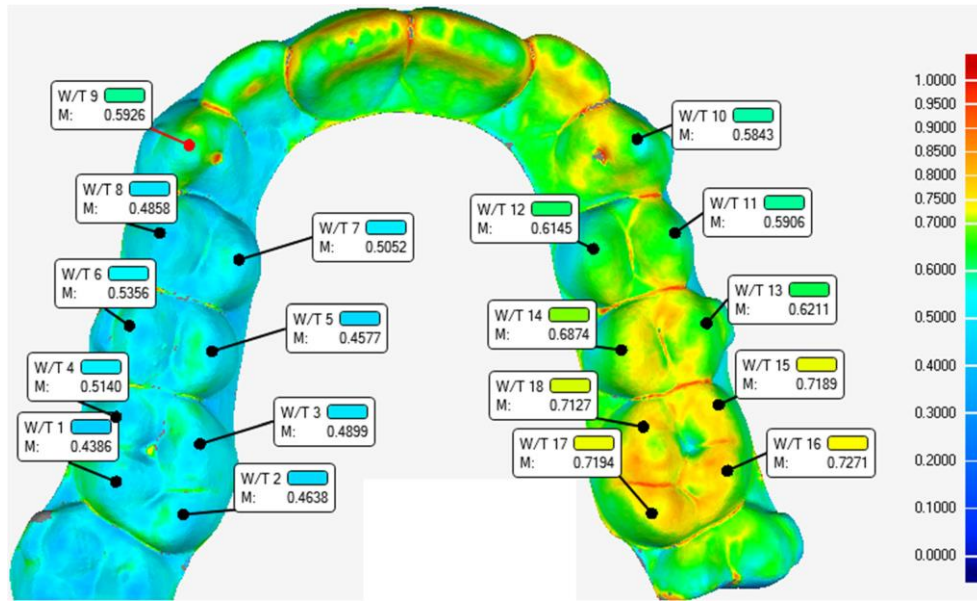 W/T 9
M: 0.5926
W/T 8
M: 0.4858
W/T 7
M: 0.5052
W/T 6
M: 0.5356
W/T 5
M: 0.4577
W/T 4
M: 0.5140
W/T 3
M: 0.4899
W/T 1
M: 0.4386
W/T 2
M: 0.4638
W/T 10
M: 0.5843
W/T 12
M: 0.6145
W/T 11
M: 0.5906
W/T 13
M: 0.6211
W/T 14
M: 0.6874
W/T 15
M: 0.7189
W/T 18
M: 0.7127
W/T 17
M: 0.7194
W/T 16
M: 0.7271
1.0000
0.9500
0.9000
0.8500
0.8000
0.7500
0.7000
0.6000
0.5000
0.4000
0.3000
0.2000
0.1000
0.0000